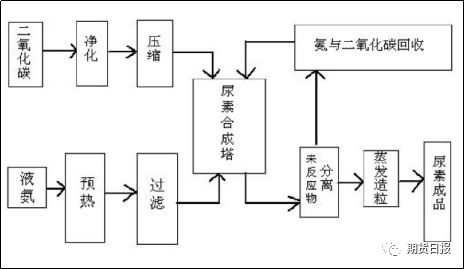 二氧化碳
净化
压缩
尿素合成塔
氨与二氧化碳回收
液氨
预热
过滤
未反应物
分离
蒸发造粒
尿素成品
期货日报